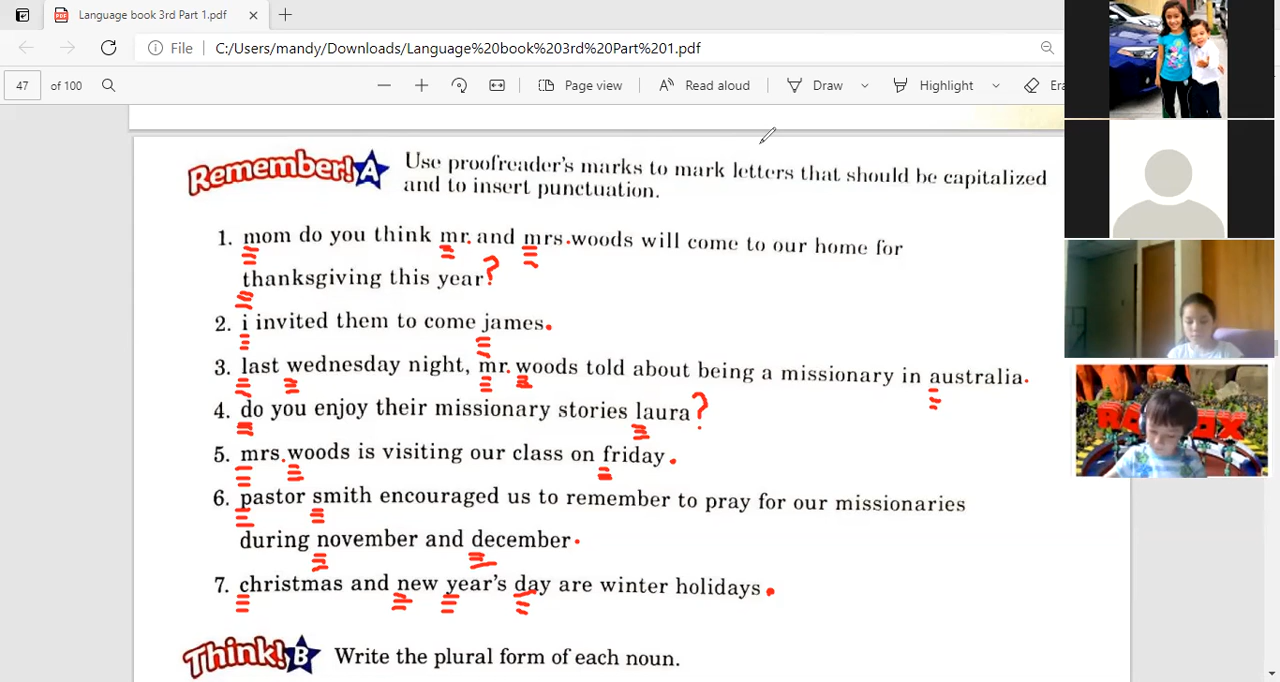 Language book 3rd Part 1.pdf
File C:/Users/mandy/Downloads/Language%20book%203rd%20Part%201.pdf
47 of 100 Page view Read aloud Draw Highlight Era
Remember! A Use proofreader's marks to mark letters that should be capitalized
and to insert punctuation.
1. mom do you think mr. and mrs. woods will come to our home for
thanksgiving this year?
2. i invited them to come james.
3. last wednesday night, mr. woods told about being a missionary in australia.
4. do you enjoy their missionary stories laura?
5. mrs. woods is visiting our class on friday.
6. pastor smith encouraged us to remember to pray for our missionaries
during november and december.
7. christmas and new year's day are winter holidays.
Think! B Write the plural form of each noun.